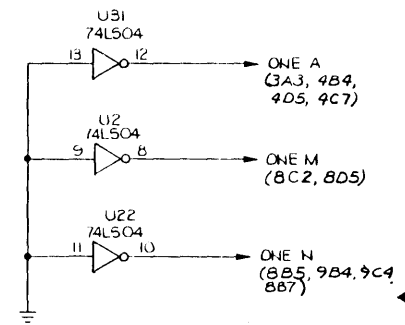 U31
74LS04
13 12
ONE A
(3A3, 4B4,
4D5, 4C7)
U2
74LS04
9 8
ONE M
(8C2, 8D5)
U22
74LS04
11 10
ONE N
(8B5, 9B4, 9C4
8B7)